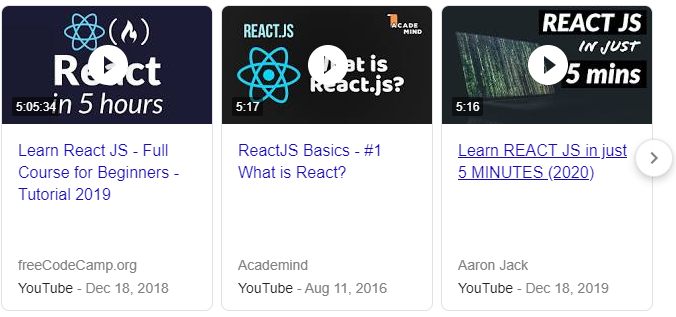 React
in 5 hours
5:05:34
Learn React JS - Full
Course for Beginners -
Tutorial 2019
freeCodeCamp.org
YouTube - Dec 18, 2018
ACADE
MIND
REACT.JS
What is
React.js?
5:17
ReactJS Basics - #1
What is React?
Academind
YouTube - Aug 11, 2016
REACT JS
IN JUST
5 mins
5:16
Learn REACT JS in just
5 MINUTES (2020)
Aaron Jack
YouTube - Dec 18, 2019